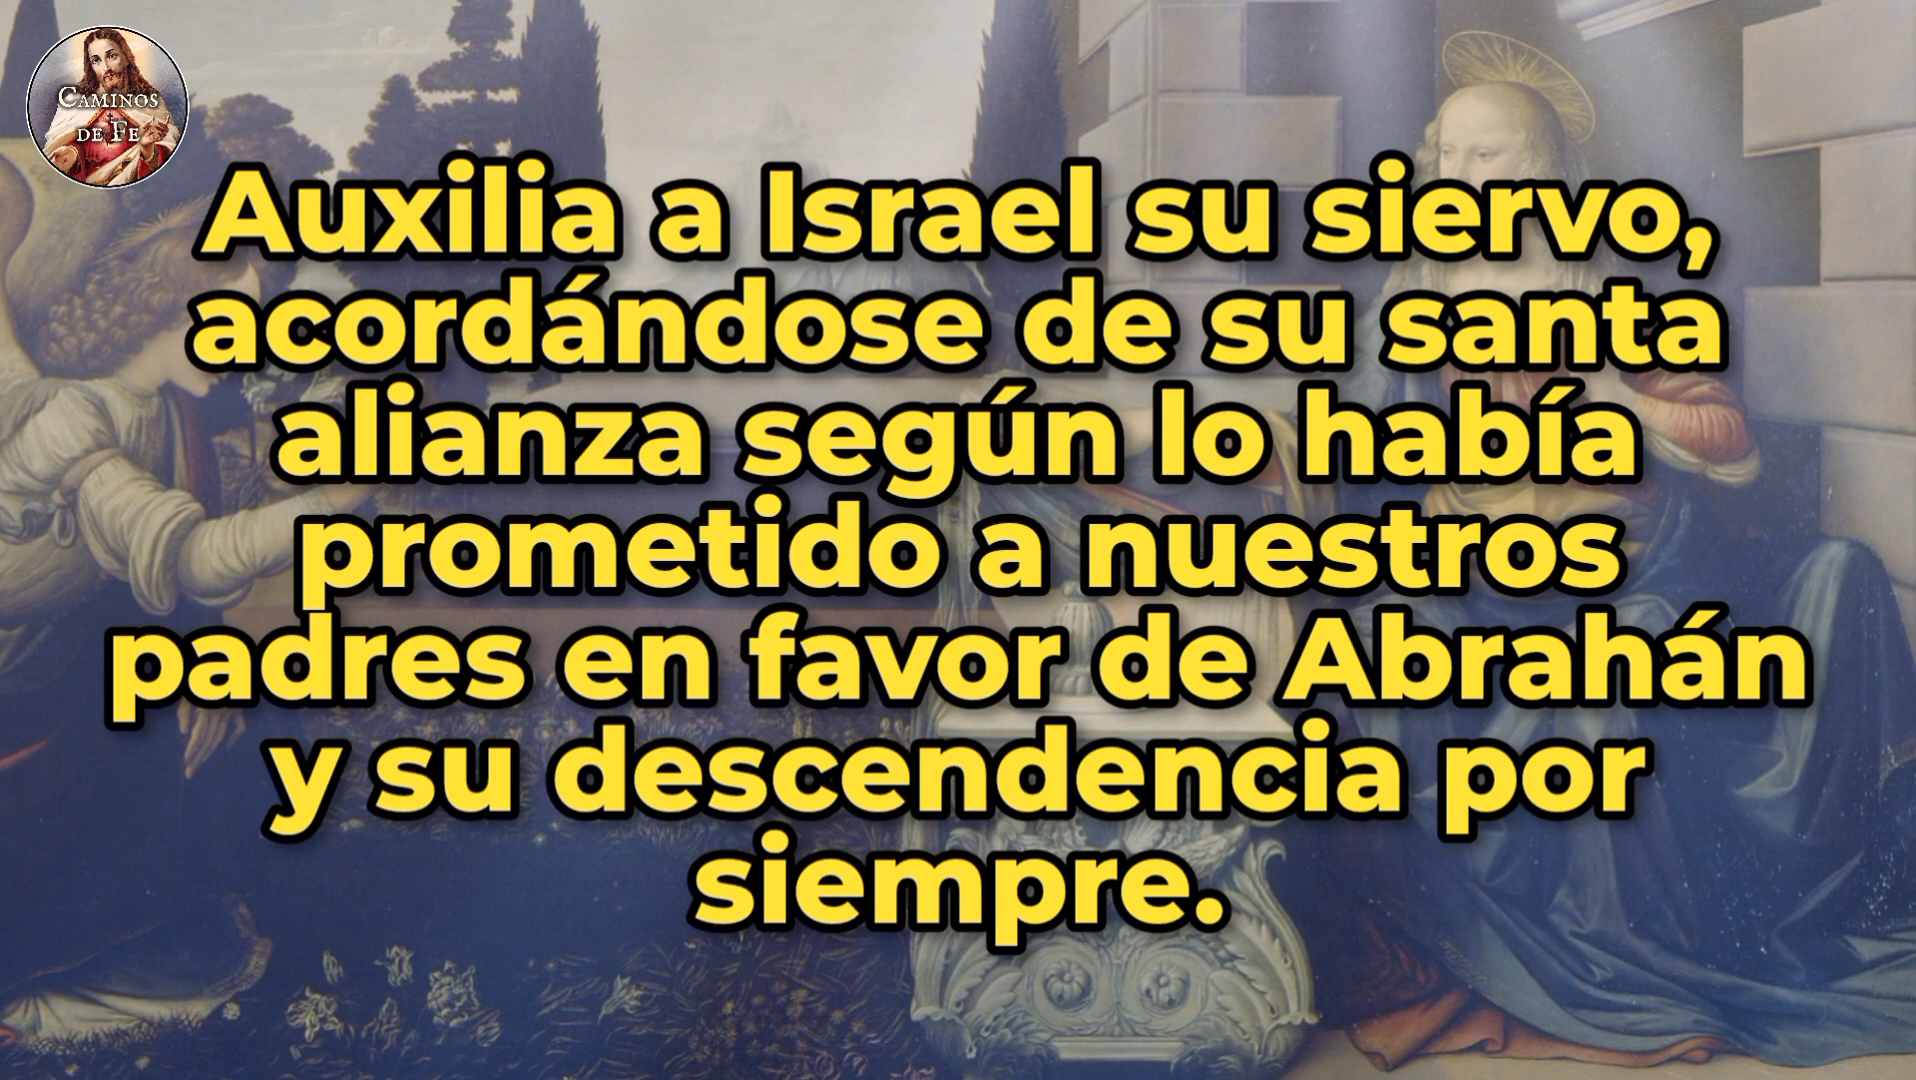 CAMINOS
DE FE
Auxilia a Israel su siervo,
acordándose de su santa
alianza según lo había
prometido a nuestros
padres en favor de Abrahán
y su descendencia por
siempre.